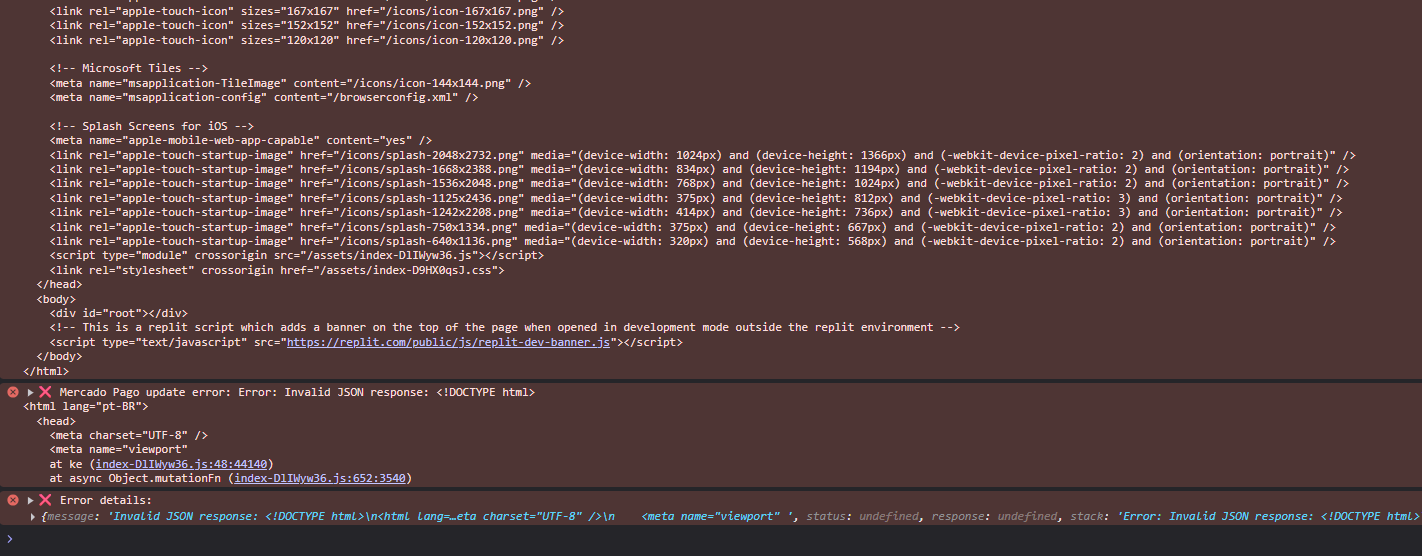 <link rel="apple-touch-icon" sizes="167x167" href="/icons/icon-167x167.png" />
<link rel="apple-touch-icon" sizes="152x152" href="/icons/icon-152x152.png" />
<link rel="apple-touch-icon" sizes="120x120" href="/icons/icon-120x120.png" />
<!-- Microsoft Tiles -->
<meta name="msapplication-TileImage" content="/icons/icon-144x144.png" />
<meta name="msapplication-config" content="/browserconfig.xml" />
<!-- Splash Screens for iOS -->
<meta name="apple-mobile-web-app-capable" content="yes" />
<link rel="apple-touch-startup-image" href="/icons/splash-2048x2732.png" media="(device-width: 1024px) and (device-height: 1366px) and (-webkit-device-pixel-ratio: 2) and (orientation: portrait)" />
<link rel="apple-touch-startup-image" href="/icons/splash-1668x2388.png" media="(device-width: 834px) and (device-height: 1194px) and (-webkit-device-pixel-ratio: 2) and (orientation: portrait)" />
<link rel="apple-touch-startup-image" href="/icons/splash-1536x2048.png" media="(device-width: 768px) and (device-height: 1024px) and (-webkit-device-pixel-ratio: 2) and (orientation: portrait)" />
<link rel="apple-touch-startup-image" href="/icons/splash-1125x2436.png" media="(device-width: 375px) and (device-height: 812px) and (-webkit-device-pixel-ratio: 3) and (orientation: portrait)" />
<link rel="apple-touch-startup-image" href="/icons/splash-1242x2208.png" media="(device-width: 414px) and (device-height: 736px) and (-webkit-device-pixel-ratio: 3) and (orientation: portrait)" />
<link rel="apple-touch-startup-image" href="/icons/splash-750x1334.png" media="(device-width: 375px) and (device-height: 667px) and (-webkit-device-pixel-ratio: 2) and (orientation: portrait)" />
<link rel="apple-touch-startup-image" href="/icons/splash-640x1136.png" media="(device-width: 320px) and (device-height: 568px) and (-webkit-device-pixel-ratio: 2) and (orientation: portrait)" />
<script type="module" crossorigin src="/assets/index-DlIWyw36.js"></script>
<link rel="stylesheet" crossorigin href="/assets/index-D9HX0qsJ.css">
</head>
<body>
<div id="root"></div>
<!-- This is a replit script which adds a banner on the top of the page when opened in development mode outside the replit environment -->
<script type="text/javascript" src="https://replit.com/public/js/replit-dev-banner.js"></script>
</body>
</html>
❌ Mercado Pago update error: Error: Invalid JSON response: <!DOCTYPE html>
<html lang="pt-BR">
<head>
<meta charset="UTF-8" />
<meta name="viewport"
at ke (index-DlIWyw36.js:48:44140)
at async Object.mutationFn (index-DlIWyw36.js:652:3540)
❌ Error details:
{message: 'Invalid JSON response: <!DOCTYPE html>\n<html lang=…eta charset="UTF-8" />\n    <meta name="viewport" ', status: undefined, response: undefined, stack: 'Error: Invalid JSON response: <!DOCTYPE html>